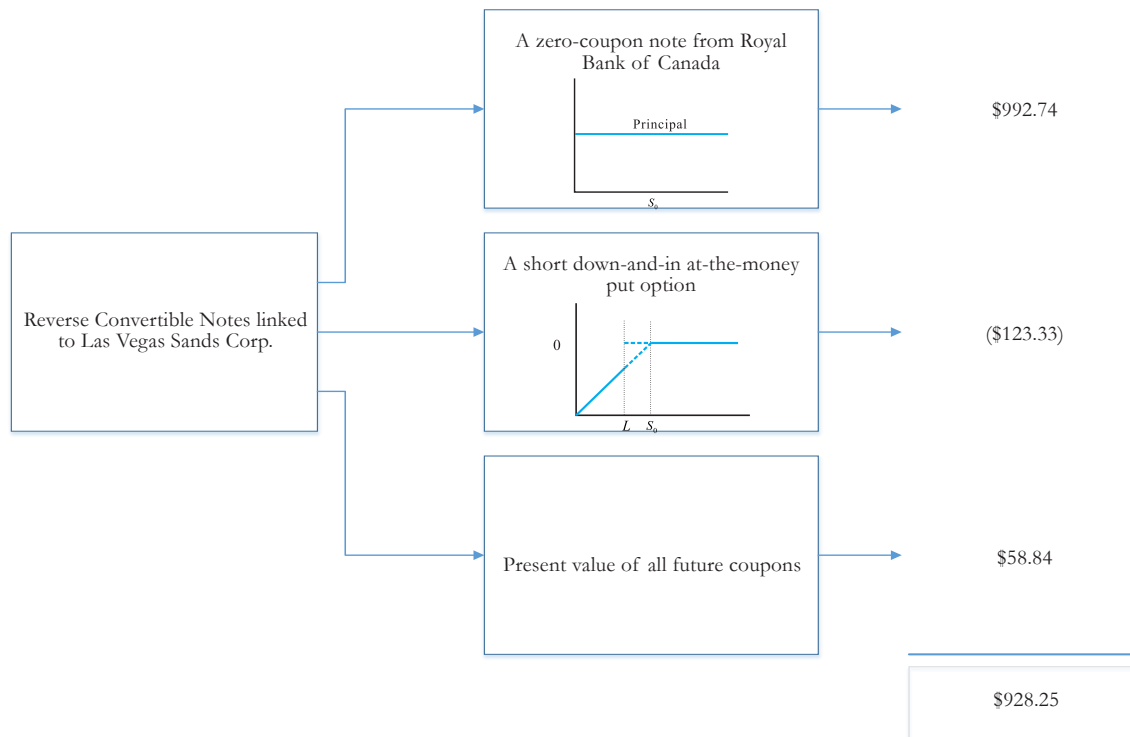 A zero-coupon note from Royal
Bank of Canada
Principal
S₀
$992.74
Reverse Convertible Notes linked
to Las Vegas Sands Corp.
A short down-and-in at-the-money
put option
0
L S₀
($123.33)
Present value of all future coupons
$58.84
$928.25